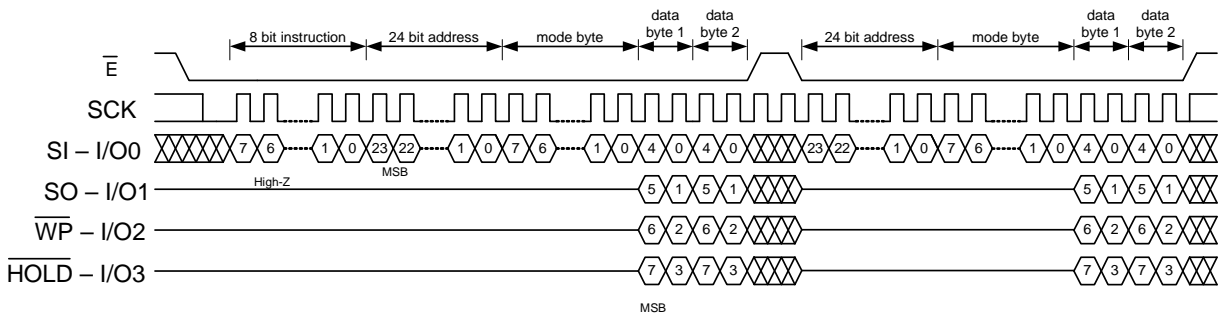 data data data data
8 bit instruction 24 bit address mode byte byte 1 byte 2 24 bit address mode byte byte 1 byte 2
E
SCK
SI – I/O0 7 6 1 0 23 22 1 0 7 6 1 0 4 0 4 0 23 22 1 0 7 6 1 0 4 0 4 0
High-Z MSB
SO – I/O1 5 1 5 1 5 1 5 1
WP – I/O2 6 2 6 2 6 2 6 2
HOLD – I/O3 7 3 7 3 7 3 7 3
MSB